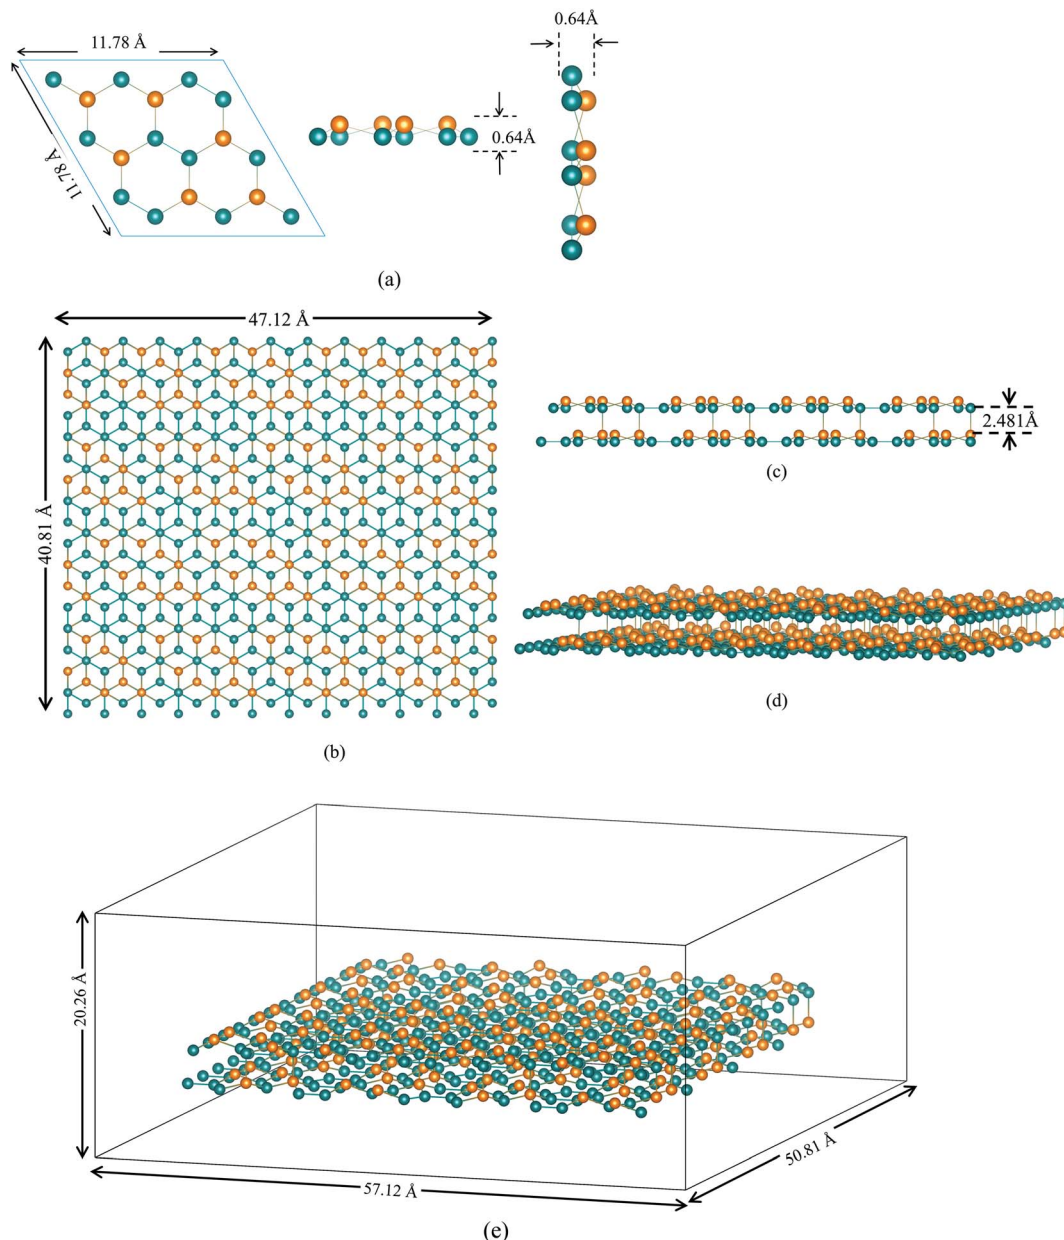 11.78 Å
11.78 Å
0.64Å
0.64Å
(a)
47.12 Å
40.81 Å
(b)
2.481Å
(c)
(d)
20.26 Å
57.12 Å
50.81 Å
(e)